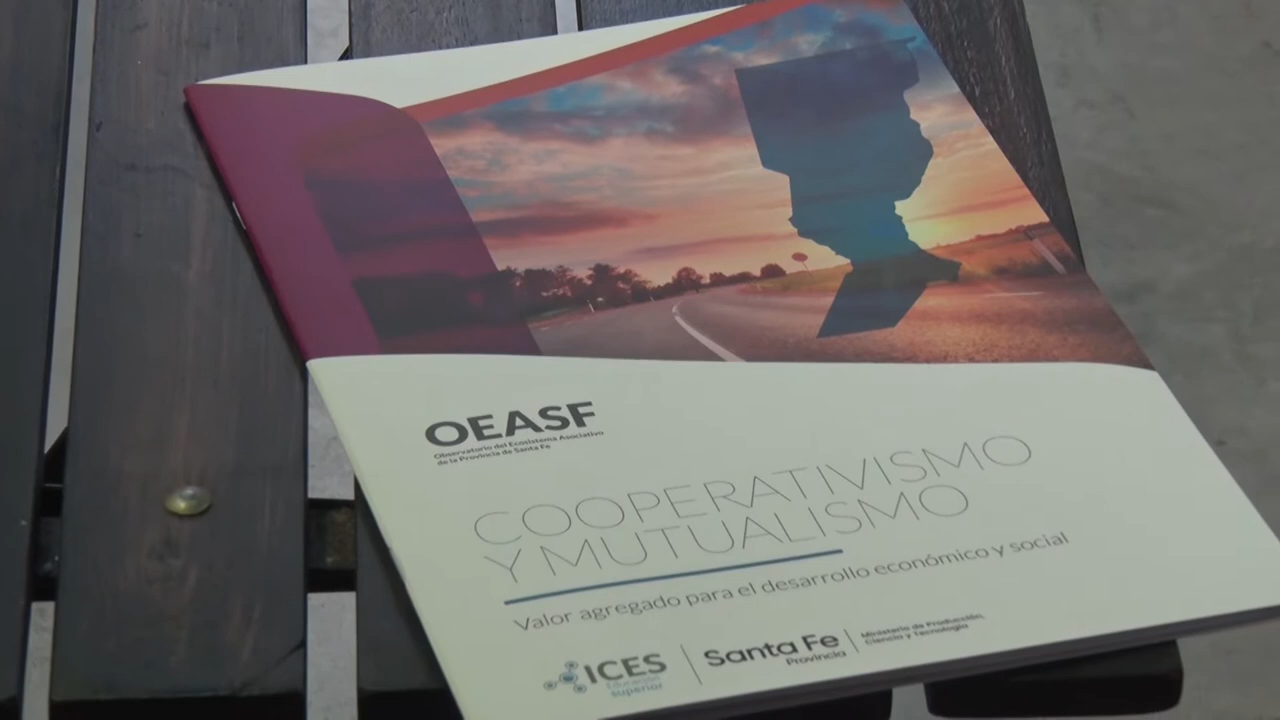 OEASF
Observatorio del Ecosistema Asociativo
de la Provincia de Santa Fe
COOPERATIVISMO
Y MUTUALISMO
Valor agregado para el desarrollo económico y social
ICES
Educación
superior
Santa Fe
Provincia
Ministerio de Producción,
Ciencia y Tecnología